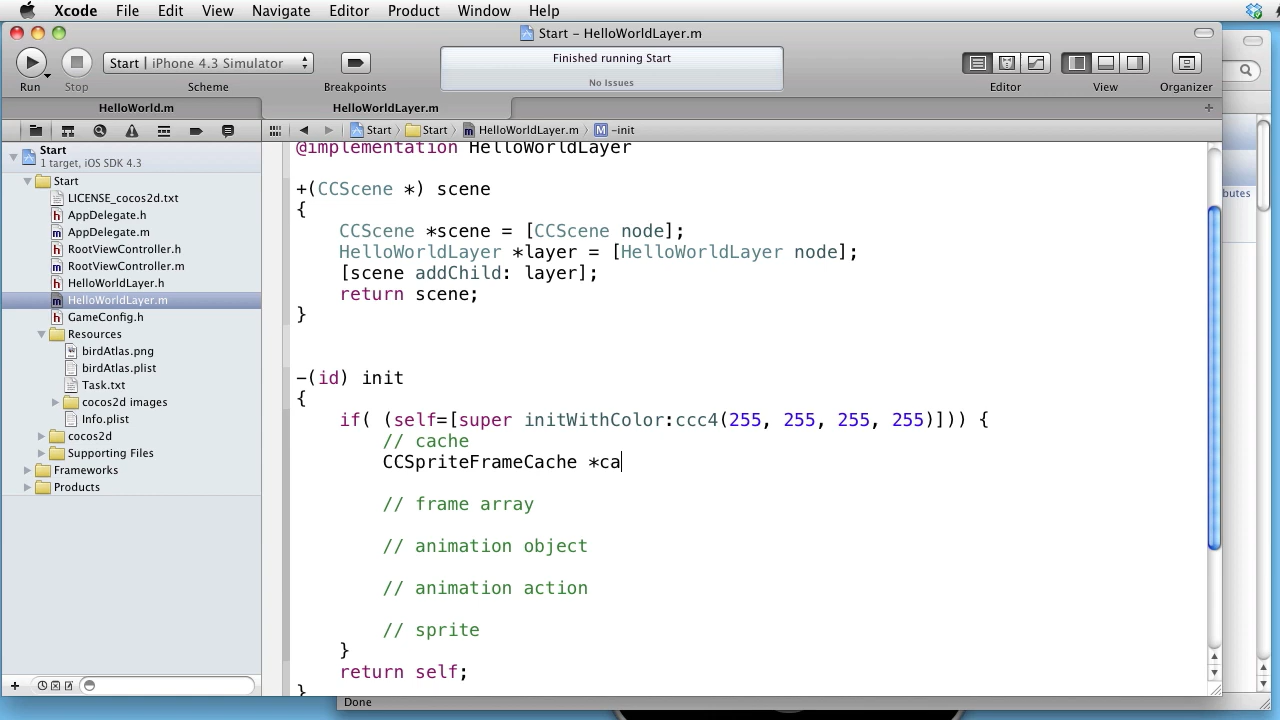 Xcode File Edit View Navigate Editor Product Window Help
Start – HelloWorldLayer.m
Start | iPhone 4.3 Simulator
Finished running Start
No Issues
Run Stop Scheme Breakpoints Editor View Organizer
HelloWorld.m HelloWorldLayer.m +
Start Start HelloWorldLayer.m M -init
Start
1 target, iOS SDK 4.3
Start
LICENSE_cocos2d.txt
AppDelegate.h
AppDelegate.m
RootViewController.h
RootViewController.m
HelloWorldLayer.h
HelloWorldLayer.m
GameConfig.h
Resources
birdAtlas.png
birdAtlas.plist
Task.txt
cocos2d images
Info.plist
cocos2d
Supporting Files
Frameworks
Products
@implementation HelloWorldLayer
+(CCScene *) scene
{
CCScene *scene = [CCScene node];
HelloWorldLayer *layer = [HelloWorldLayer node];
[scene addChild: layer];
return scene;
}
-(id) init
{
if( (self=[super initWithColor:ccc4(255, 255, 255, 255)])) {
// cache
CCSpriteFrameCache *ca
// frame array
// animation object
// animation action
// sprite
}
return self;
}
butes
Done